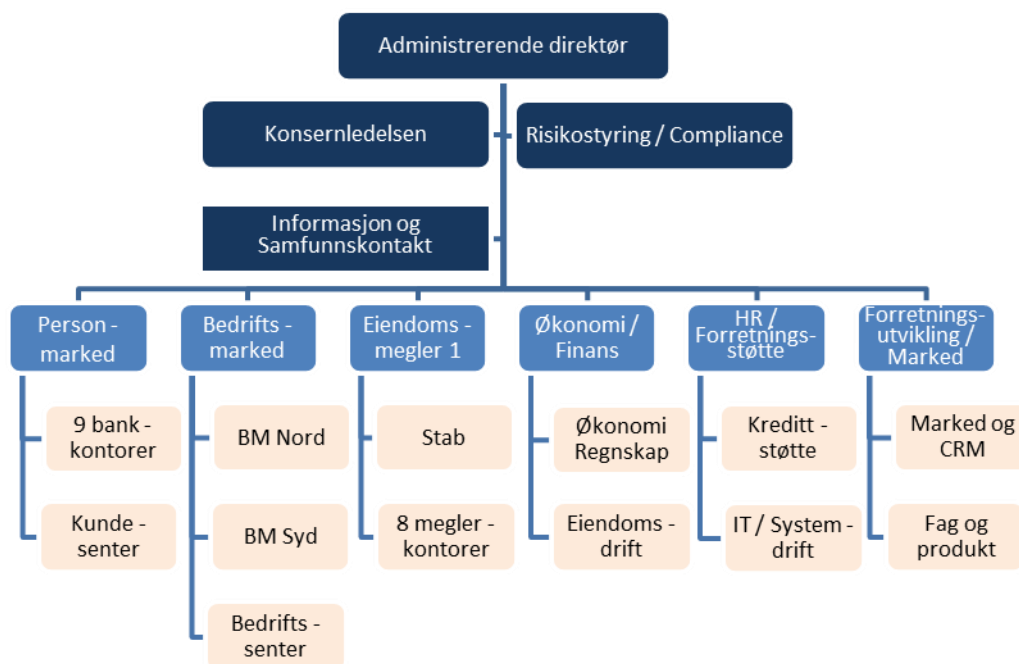 Administrerende direktør
Konsernledelsen
Risikostyring / Compliance
Informasjon og
Samfunnskontakt
Person -
marked
Bedrifts -
marked
Eiendoms -
megler 1
Økonomi /
Finans
HR /
Forretnings-
støtte
Forretnings-
utvikling /
Marked
9 bank -
kontorer
BM Nord
Stab
Økonomi
Regnskap
Kreditt -
støtte
Marked og
CRM
Kunde -
senter
BM Syd
8 megler -
kontorer
Eiendoms -
drift
IT / System -
drift
Fag og
produkt
Bedrifts -
senter